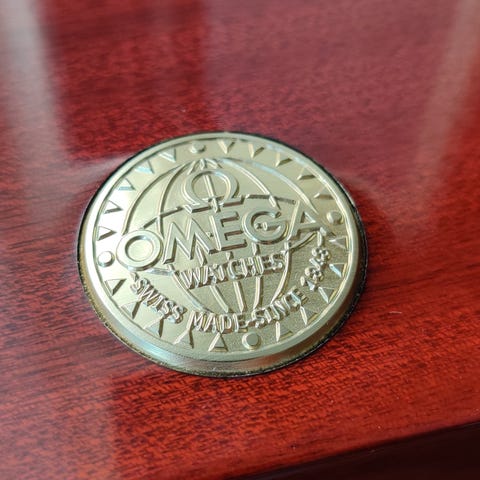 Ω
OMEGA
WATCHES
SWISS MADE-SINCE 1848